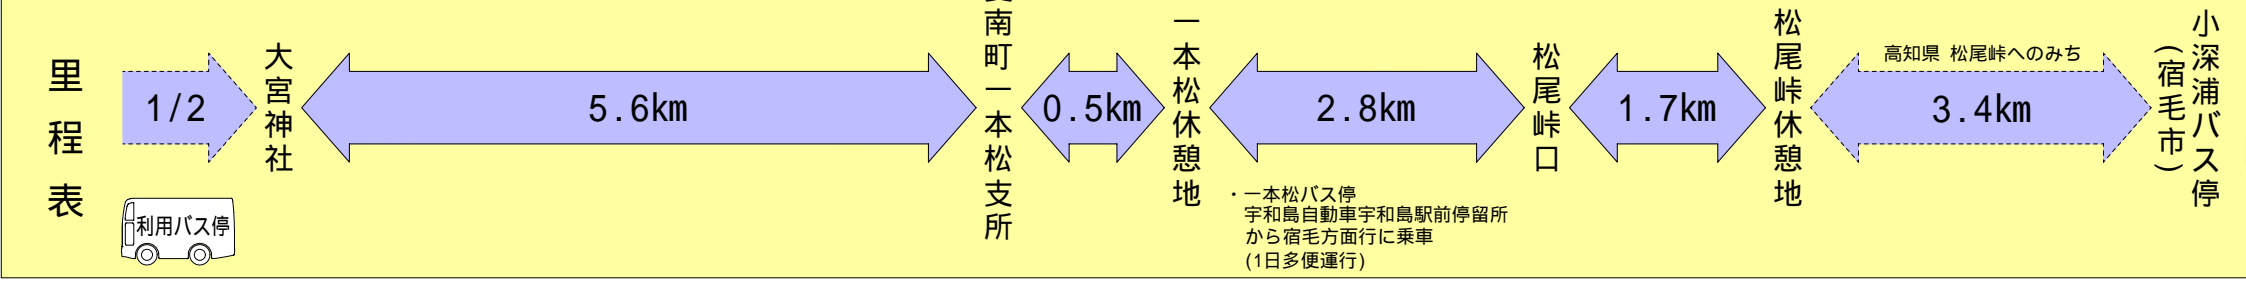 里程表
1/2
大宮神社
5.6km
南町一本松支所
0.5km
一本松休憩地
2.8km
松尾峠口
1.7km
松尾峠休憩地
高知県 松尾峠へのみち
3.4km
小深浦バス停
(宿毛市)
利用バス停
・一本松バス停
宇和島自動車宇和島駅前停留所
から宿毛方面行に乗車
(1日多便運行)